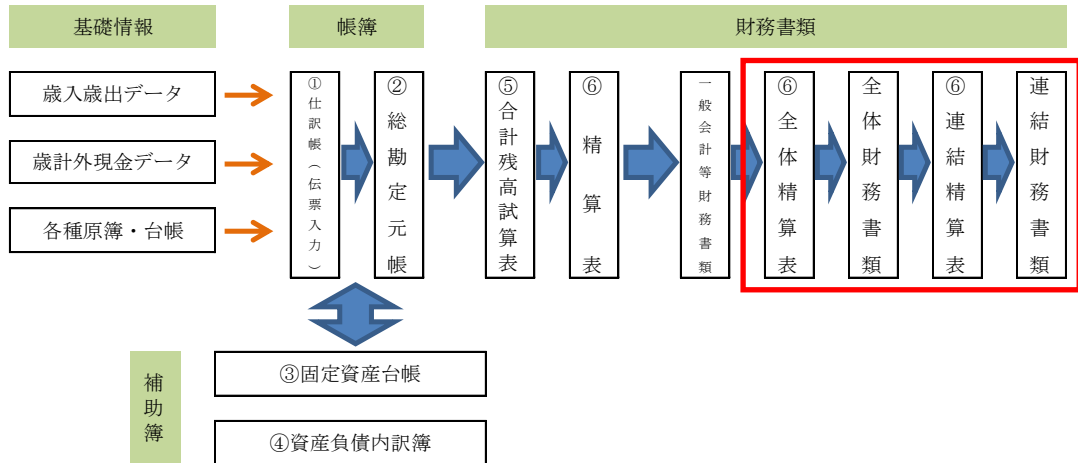 基礎情報
帳簿
財務書類
歳入歳出データ
歳計外現金データ
各種原簿・台帳
①仕訳帳（伝票入力）
②総勘定元帳
⑤合計残高試算表
⑥精算表
一般会計等財務書類
⑥全体精算表
全体財務書類
⑥連結精算表
連結財務書類
補助簿
③固定資産台帳
④資産負債内訳簿